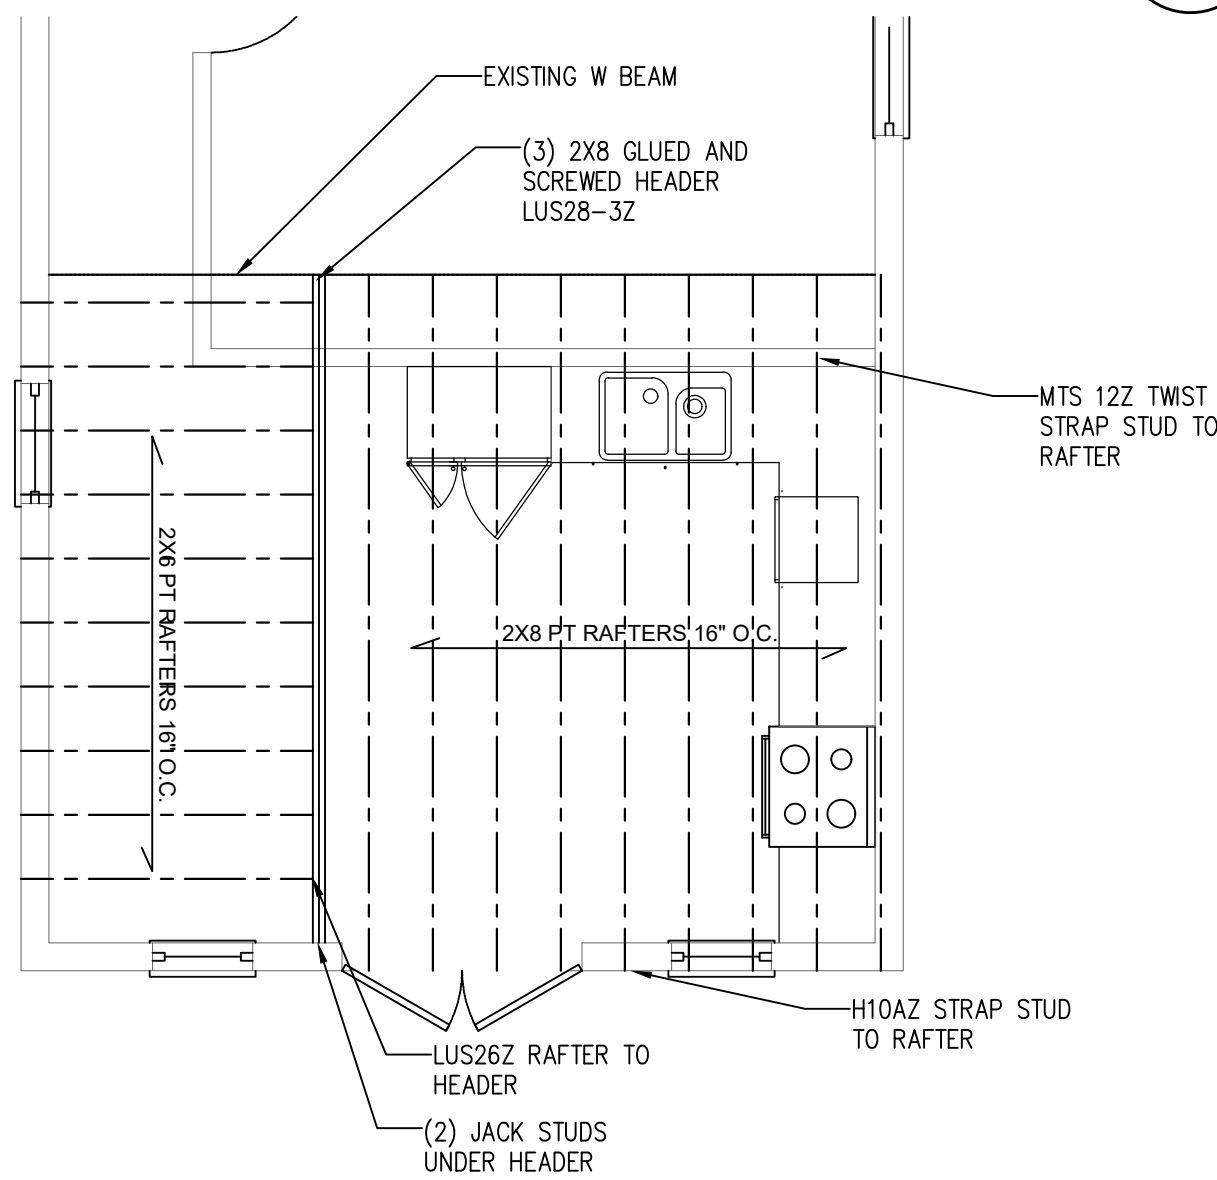 EXISTING W BEAM
(3) 2X8 GLUED AND
SCREWED HEADER
LUS28-3Z
MTS 12Z TWIST
STRAP STUD TO
RAFTER
2X6 PT RAFTERS 16" O.C.
2X8 PT RAFTERS 16" O.C.
H10AZ STRAP STUD
TO RAFTER
LUS26Z RAFTER TO
HEADER
(2) JACK STUDS
UNDER HEADER